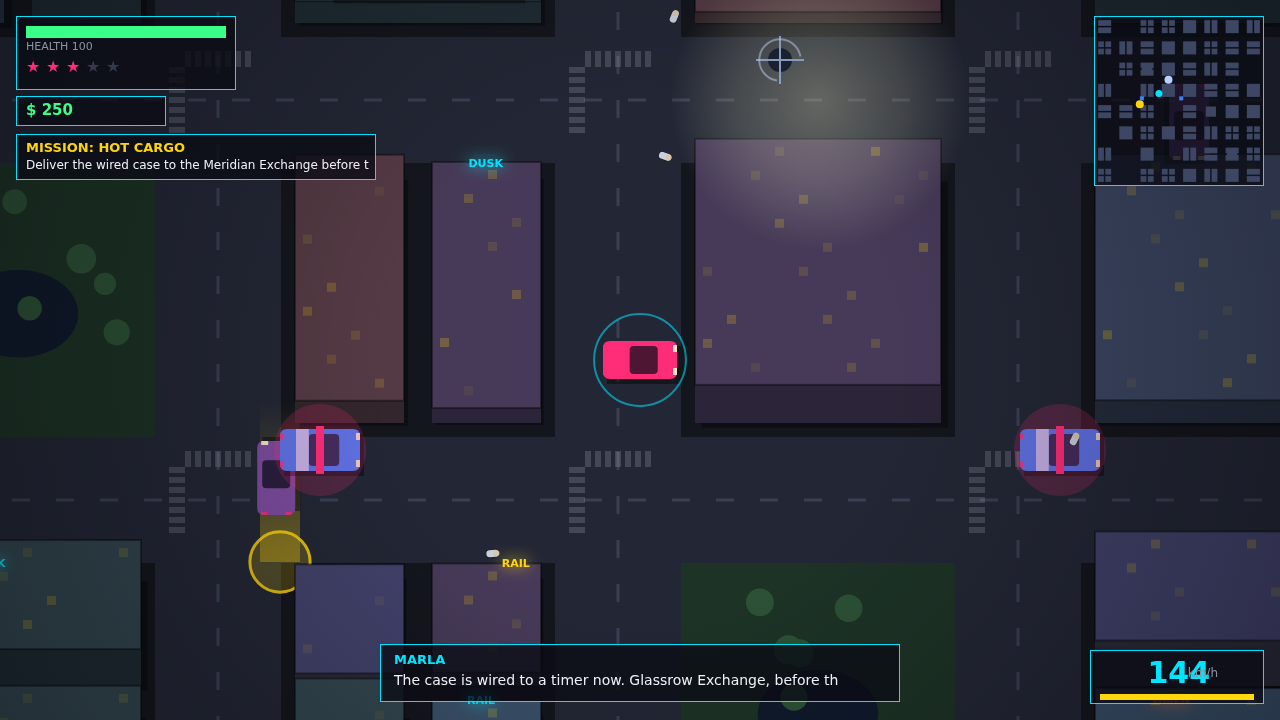 HEALTH 100
$ 250
MISSION: HOT CARGO
Deliver the wired case to the Meridian Exchange before t
DUSK
RAIL
MARLA
The case is wired to a timer now. Glassrow Exchange, before th
RAIL
144 km/h